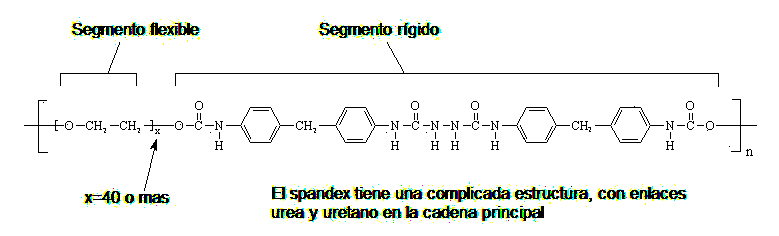 Segmento flexible Segmento rígido
O O O O
[ [ O—CH2—CH2 ]x O—C—N CH2 N—C—N—N—C—N CH2 N—C—O ]n
H H H H H H
x=40 o mas
El spandex tiene una complicada estructura, con enlaces
urea y uretano en la cadena principal